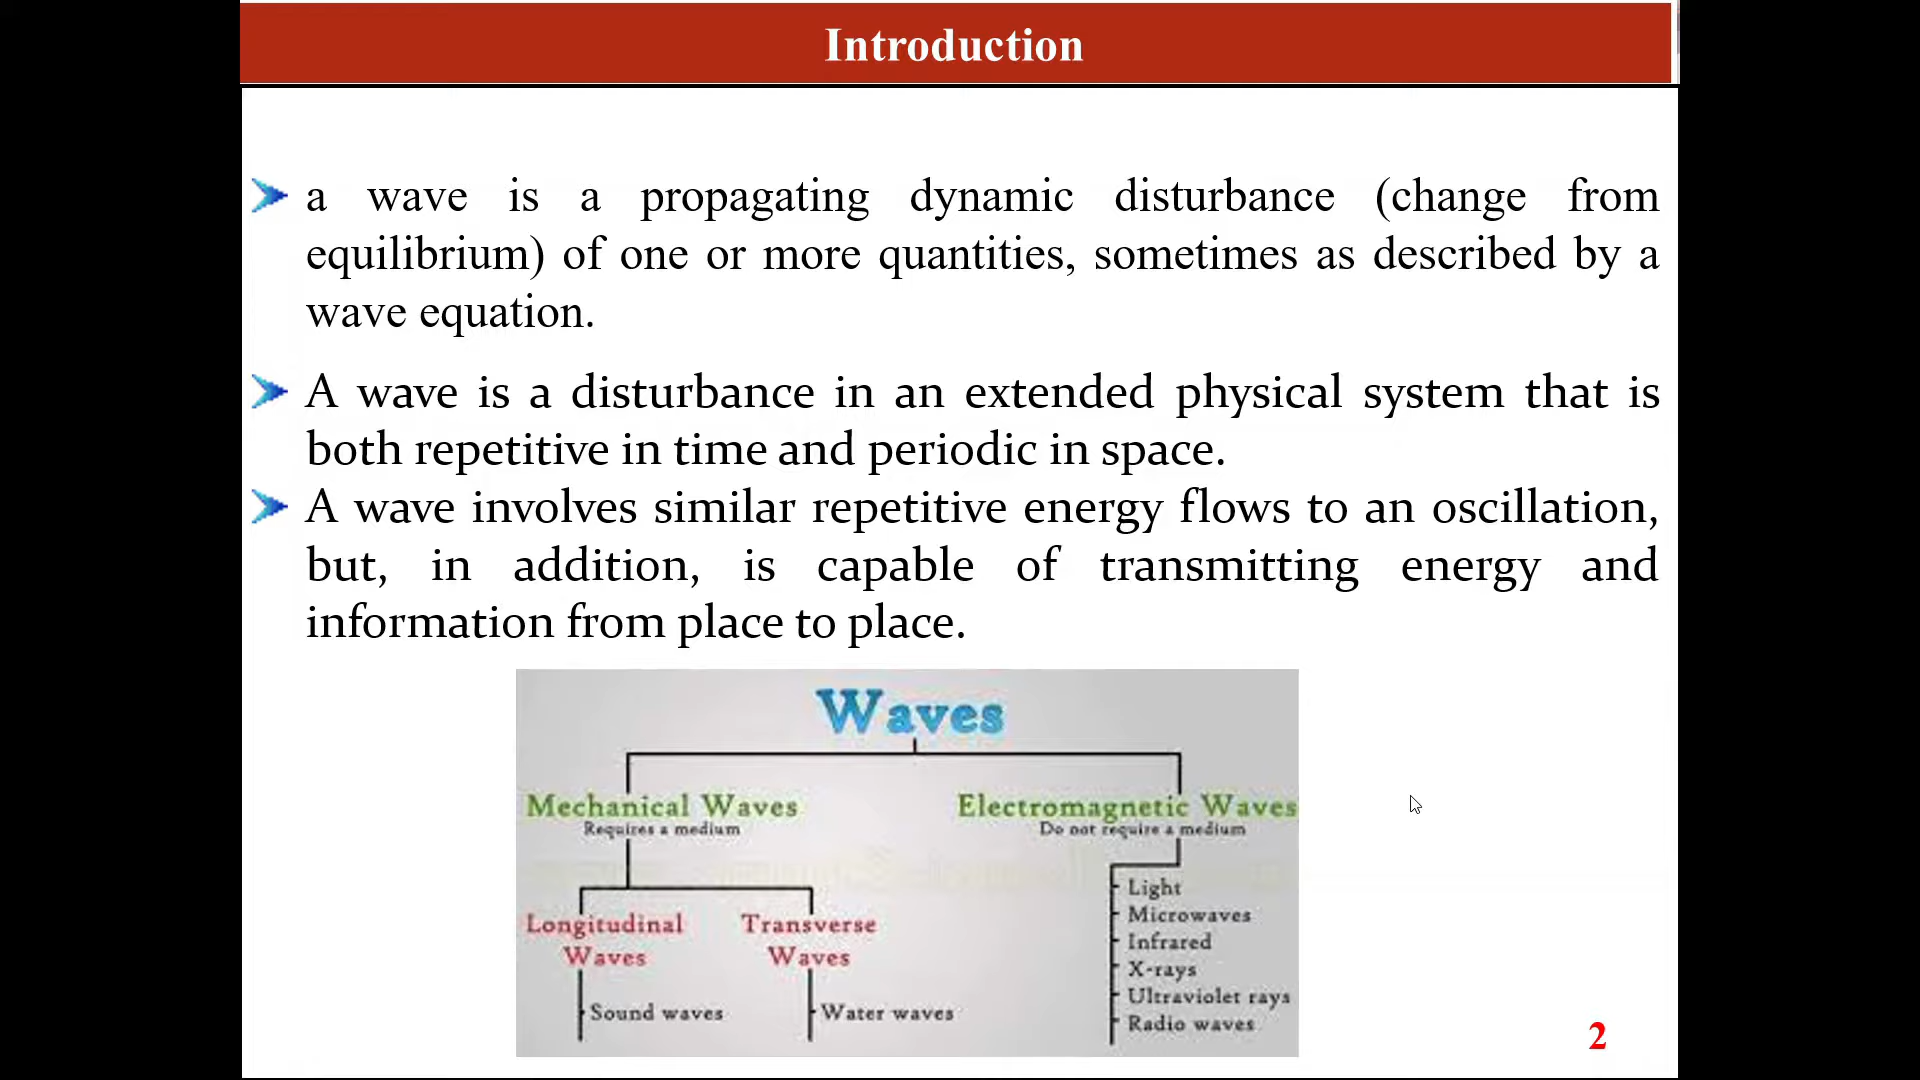 Introduction
a wave is a propagating dynamic disturbance (change from
equilibrium) of one or more quantities, sometimes as described by a
wave equation.
A wave is a disturbance in an extended physical system that is
both repetitive in time and periodic in space.
A wave involves similar repetitive energy flows to an oscillation,
but, in addition, is capable of transmitting energy and
information from place to place.
Waves
Mechanical Waves
Requires a medium
Electromagnetic Waves
Do not require a medium
Longitudinal
Waves
Transverse
Waves
Sound waves
Water waves
Light
Microwaves
Infrared
X-rays
Ultraviolet rays
Radio waves
2